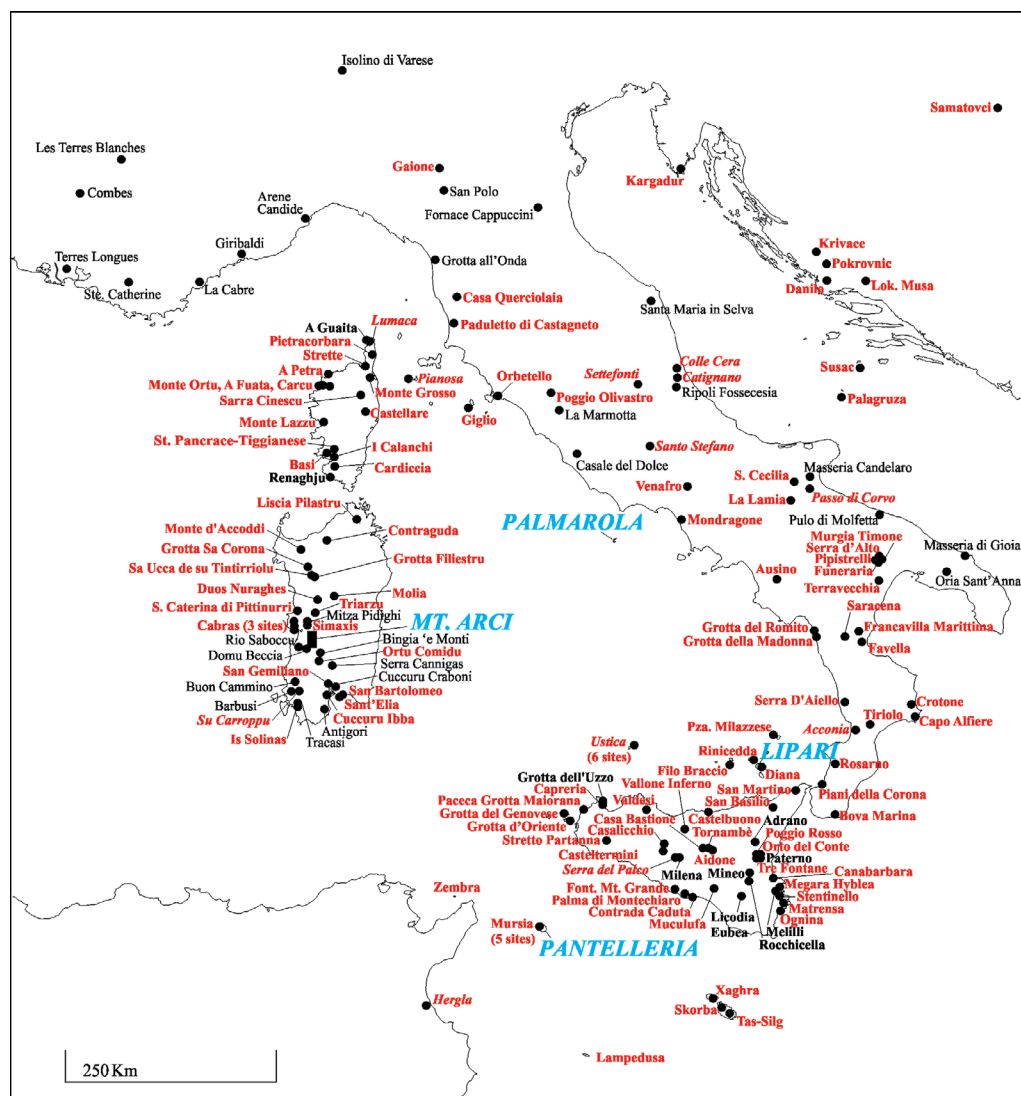 Isolino di Varese
Samatovci
Les Terres Blanches
Gaione
Kargadur
Combes
San Polo
Fornace Cappuccini
Arene
Candide
Giribaldi
Krivace
Terres Longues
Grotta all'Onda
Pokrovnic
Ste. Catherine
La Cabre
Danilo
Lok. Musa
Casa Querciolaia
Santa Maria in Selva
Lumaca
A Guaita
Paduletto di Castagneto
Pietracorbara
Strette
A Petra
Colle Cera
Susac
Monte Ortu, A Fuata, Carcu
Pianosa
Orbetello
Settefonti
Catignano
Monte Grosso
Poggio Olivastro
Ripoli Fossecesia
Palagruza
Sarra Cinescu
Castellare
Giglio
La Marmotta
Monte Lazzu
St. Pancrace-Tiggianese
I Calanchi
Santo Stefano
Basi
Cardiccia
Casale del Dolce
Masseria Candelaro
Renaghju
Venafro
S. Cecilia
La Lamia
Passo di Corvo
Liscia Pilastru
PALMAROLA
Mondragone
Pulo di Molfetta
Monte d'Accoddi
Contraguda
Murgia Timone
Grotta Sa Corona
Serra d'Alto
Masseria di Gioia
Sa Ucca de su Tintirriolu
Grotta Filiestru
Pipistrelli
Funeraria
Ausino
Terravecchia
Oria Sant'Anna
Duos Nuraghes
Molia
S. Caterina di Pittinurri
Triarzu
Saracena
Mitza Pidighi
Cabras (3 sites)
Simaxis
MT. ARCI
Grotta del Romito
Francavilla Marittima
Rio Saboccu
Bingia 'e Monti
Grotta della Madonna
Favella
Domu Beccia
Ortu Comidu
Serra Cannigas
San Gemiliano
Cuccuru Craboni
Buon Cammino
San Bartolomeo
Barbusi
Sant'Elia
Serra D'Aiello
Crotone
Su Carroppu
Cuccuru Ibba
Tiriolo
Capo Alfiere
Is Solinas
Antigori
Tracasi
Pza. Milazzese
Acconia
Ustica
(6 sites)
LIPARI
Rinicedda
Filo Braccio
Diana
Rosarno
Grotta dell'Uzzo
Vallone Inferno
Capreria
San Martino
Piani della Corona
Paceca Grotta Maiorana
Valdesi
San Basilio
Grotta del Genovese
Casa Bastione
Castelbuono
Adrano
Bova Marina
Grotta d'Oriente
Casalicchio
Tornambè
Poggio Rosso
Stretto Partanna
Orto del Conte
Casteltermini
Aidone
Paterno
Serra del Palco
Tre Fontane
Milena
Mineo
Canabarbara
Zembra
Font. Mt. Grande
Megara Hyblea
Palma di Montechiaro
Stentinello
Contrada Caduta
Matrensa
Mursia
(5 sites)
Muculufa
Licodia
Eubea
Ognina
Melilli
PANTELLERIA
Rocchicella
Xaghra
Hergla
Skorba
Tas-Silg
Lampedusa
250 Km